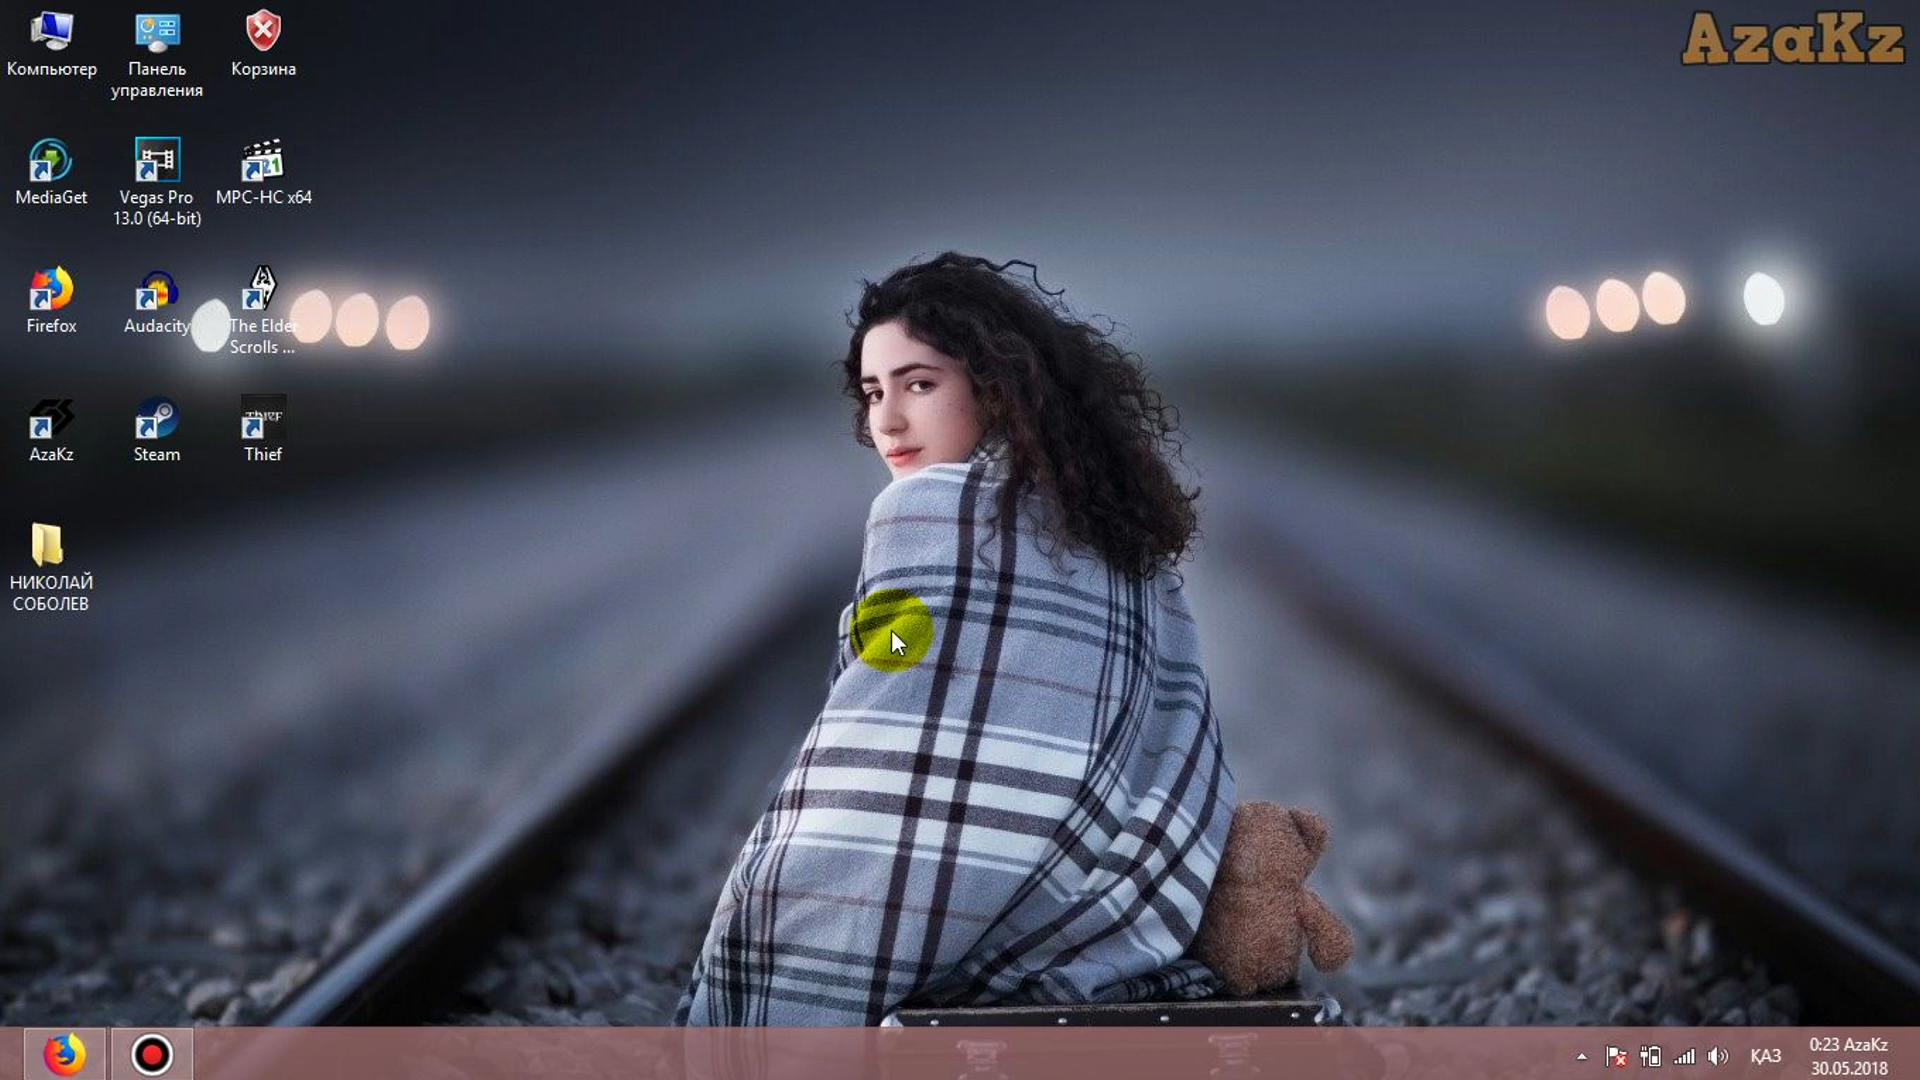 AzaKz
Компьютер
Панель
управления
Корзина
MediaGet
Vegas Pro
13.0 (64-bit)
MPC-HC x64
Firefox
Audacity
The Elder
Scrolls ...
AzaKz
Steam
THIEF
Thief
НИКОЛАЙ
СОБОЛЕВ
ҚАЗ
0:23 AzaKz
30.05.2018